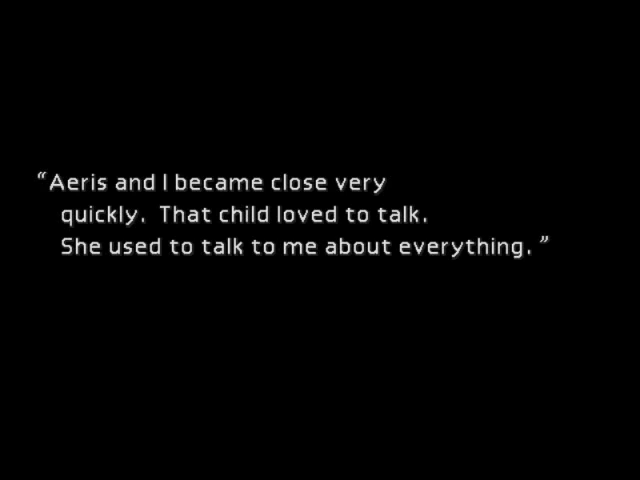 “Aeris and I became close very
quickly. That child loved to talk.
She used to talk to me about everything.”